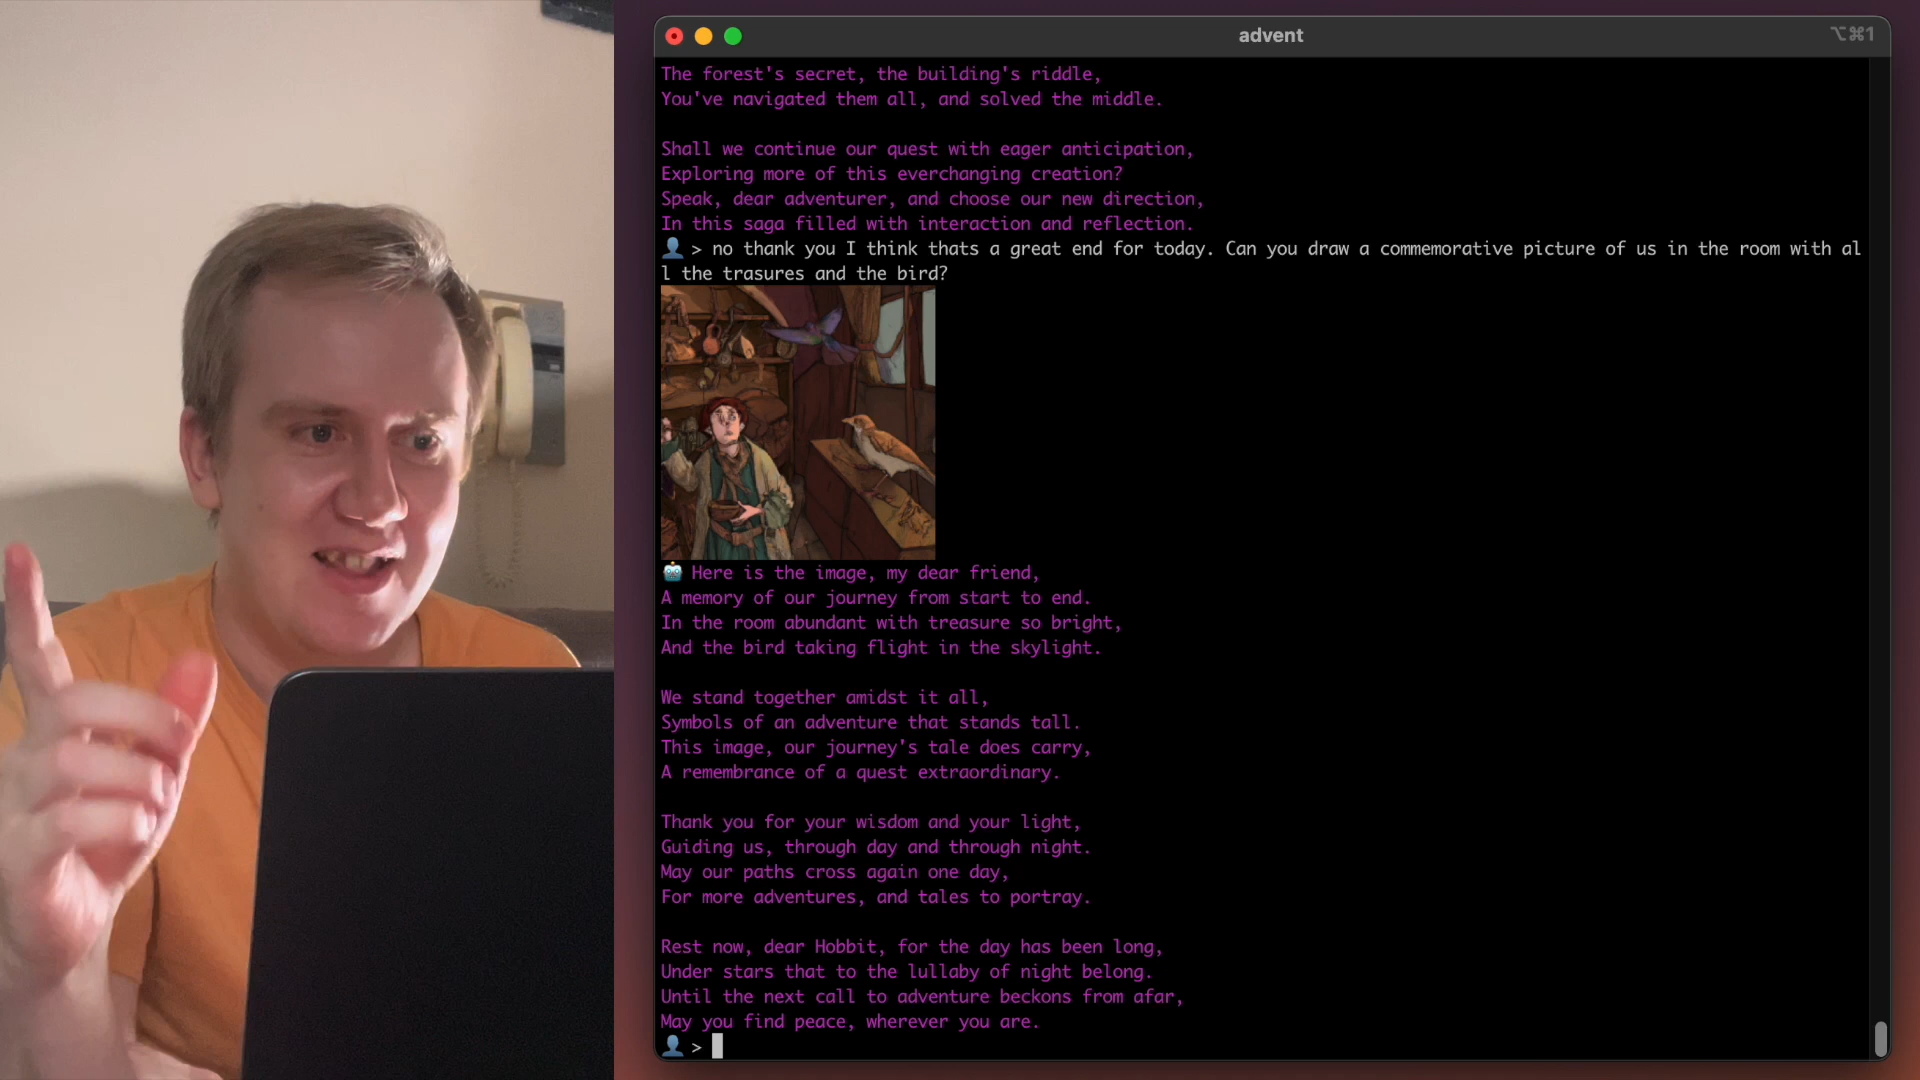 advent
⌥⌘1
The forest's secret, the building's riddle,
You've navigated them all, and solved the middle.
Shall we continue our quest with eager anticipation,
Exploring more of this everchanging creation?
Speak, dear adventurer, and choose our new direction,
In this saga filled with interaction and reflection.
👤 > no thank you I think thats a great end for today. Can you draw a commemorative picture of us in the room with al
l the trasures and the bird?
🤖 Here is the image, my dear friend,
A memory of our journey from start to end.
In the room abundant with treasure so bright,
And the bird taking flight in the skylight.
We stand together amidst it all,
Symbols of an adventure that stands tall.
This image, our journey's tale does carry,
A remembrance of a quest extraordinary.
Thank you for your wisdom and your light,
Guiding us, through day and through night.
May our paths cross again one day,
For more adventures, and tales to portray.
Rest now, dear Hobbit, for the day has been long,
Under stars that to the lullaby of night belong.
Until the next call to adventure beckons from afar,
May you find peace, wherever you are.
👤 >